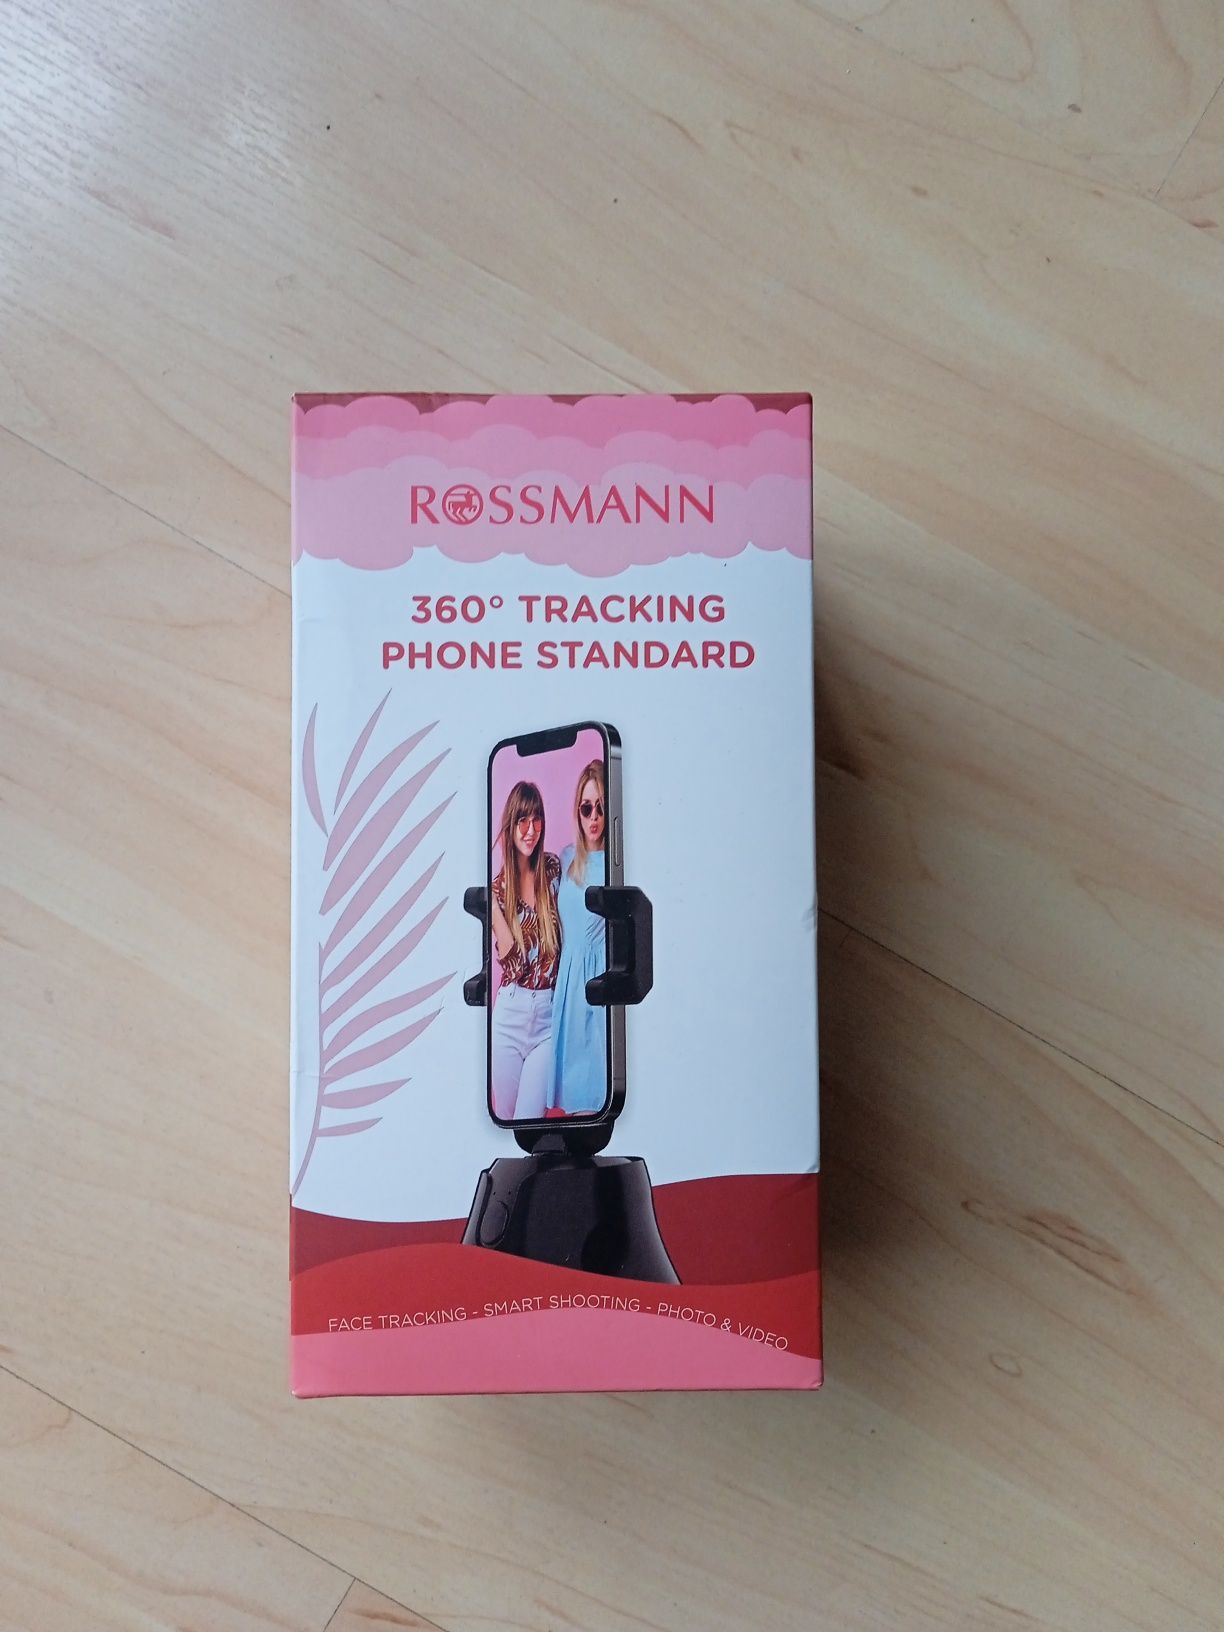 ROSSMANN
360° TRACKING
PHONE STANDARD
FACE TRACKING - SMART SHOOTING - PHOTO & VIDEO